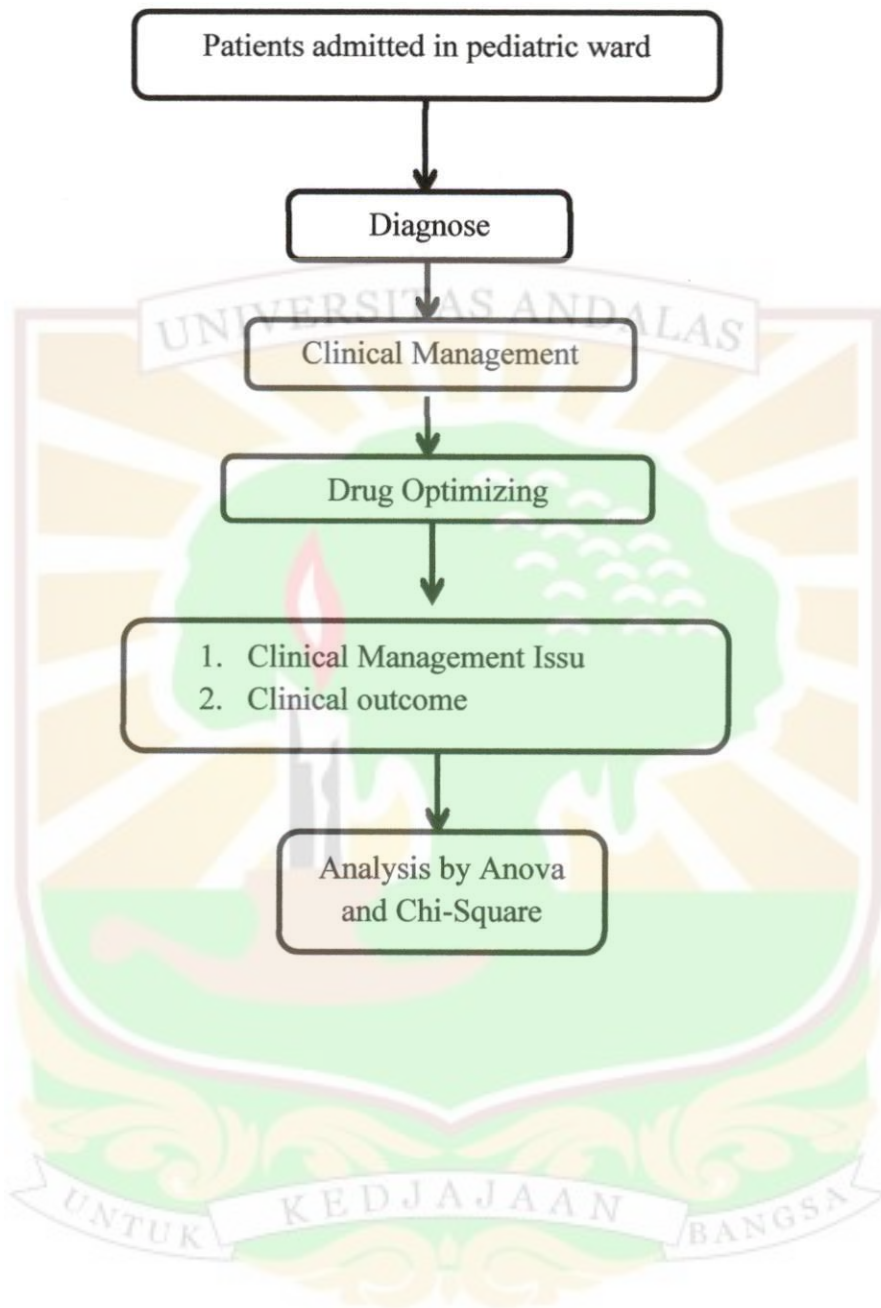 Patients admitted in pediatric ward
Diagnose
UNIVERSITAS ANDALAS
Clinical Management
Drug Optimizing
1. Clinical Management Issu
2. Clinical outcome
Analysis by Anova
and Chi-Square
UNTUK KEDJAJAAN BANGSA